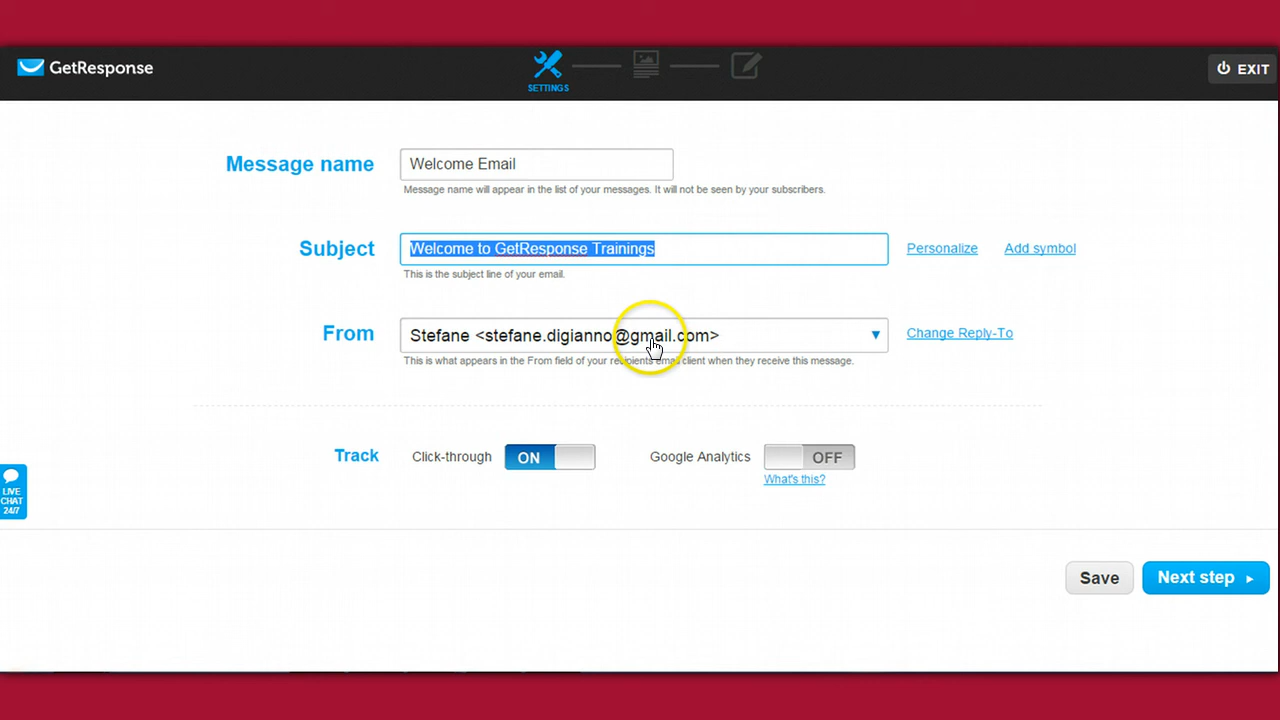 GetResponse
SETTINGS
EXIT
Message name
Welcome Email
Message name will appear in the list of your messages. It will not be seen by your subscribers.
Subject
Welcome to GetResponse Trainings
Personalize
Add symbol
This is the subject line of your email.
From
Stefane <stefane.digianno@gmail.com>
Change Reply-To
This is what appears in the From field of your recipients email client when they receive this message.
Track
Click-through
ON
Google Analytics
OFF
What's this?
LIVE
CHAT
24/7
Save
Next step